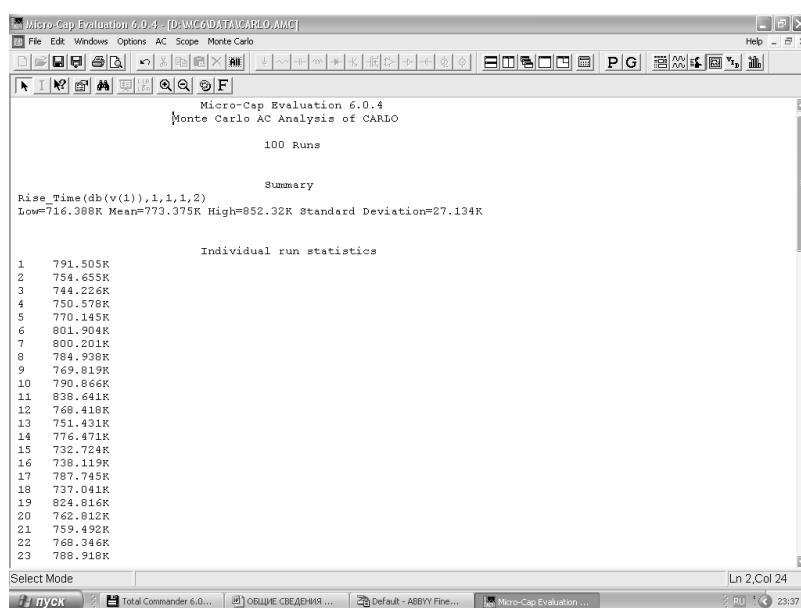 Micro-Cap Evaluation 6.0.4 - [D:\MC6\DATA\CARLO.AMC]
File Edit Windows Options AC Scope Monte Carlo Help
P G
F
Micro-Cap Evaluation 6.0.4
Monte Carlo AC Analysis of CARLO
100 Runs
Summary
Rise_Time(db(v(1)),1,1,1,2)
Low=716.388K Mean=773.375K High=852.32K Standard Deviation=27.134K
Individual run statistics
1 791.505K
2 754.655K
3 744.226K
4 750.578K
5 770.145K
6 801.904K
7 800.201K
8 784.938K
9 769.819K
10 790.866K
11 838.641K
12 768.418K
13 751.431K
14 776.471K
15 732.724K
16 738.119K
17 787.745K
18 737.041K
19 824.816K
20 762.812K
21 759.492K
22 768.346K
23 788.918K
Select Mode Ln 2,Col 24
пуск Total Commander 6.0... ОБЩИЕ СВЕДЕНИЯ ... Default - ABBYY Fine... Micro-Cap Evaluation ... RU 23:37